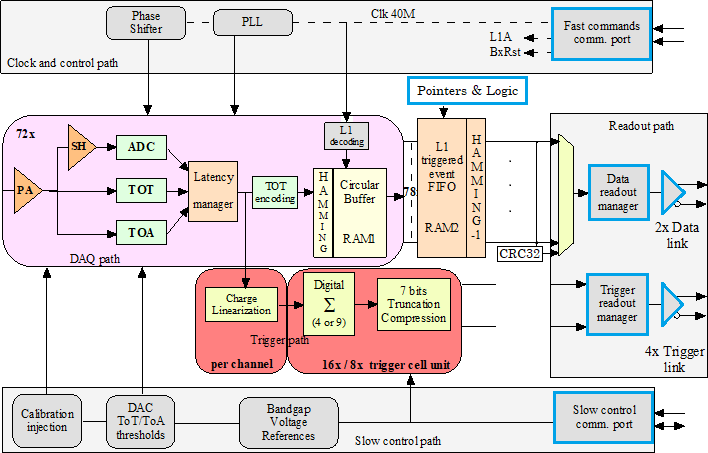 Phase
Shifter
PLL
Clk 40M
L1A
BxRst
Fast commands
comm. port
Clock and control path
Pointers & Logic
72x
SH
ADC
PA
TOT
TOA
Latency
manager
TOT
encoding
L1
decoding
HAMMING
Circular
Buffer
RAM1
78
L1
triggered
event
FIFO
RAM2
HAMMING-1
CRC32
DAQ path
Readout path
Data
readout
manager
2x Data
link
Trigger
readout
manager
4x Trigger
link
Charge
Linearization
Digital
Σ
(4 or 9)
7 bits
Truncation
Compression
Trigger path
per channel
16x / 8x trigger cell unit
Calibration
injection
DAC
ToT/ToA
thresholds
Bandgap
Voltage
References
Slow control path
Slow control
comm. port